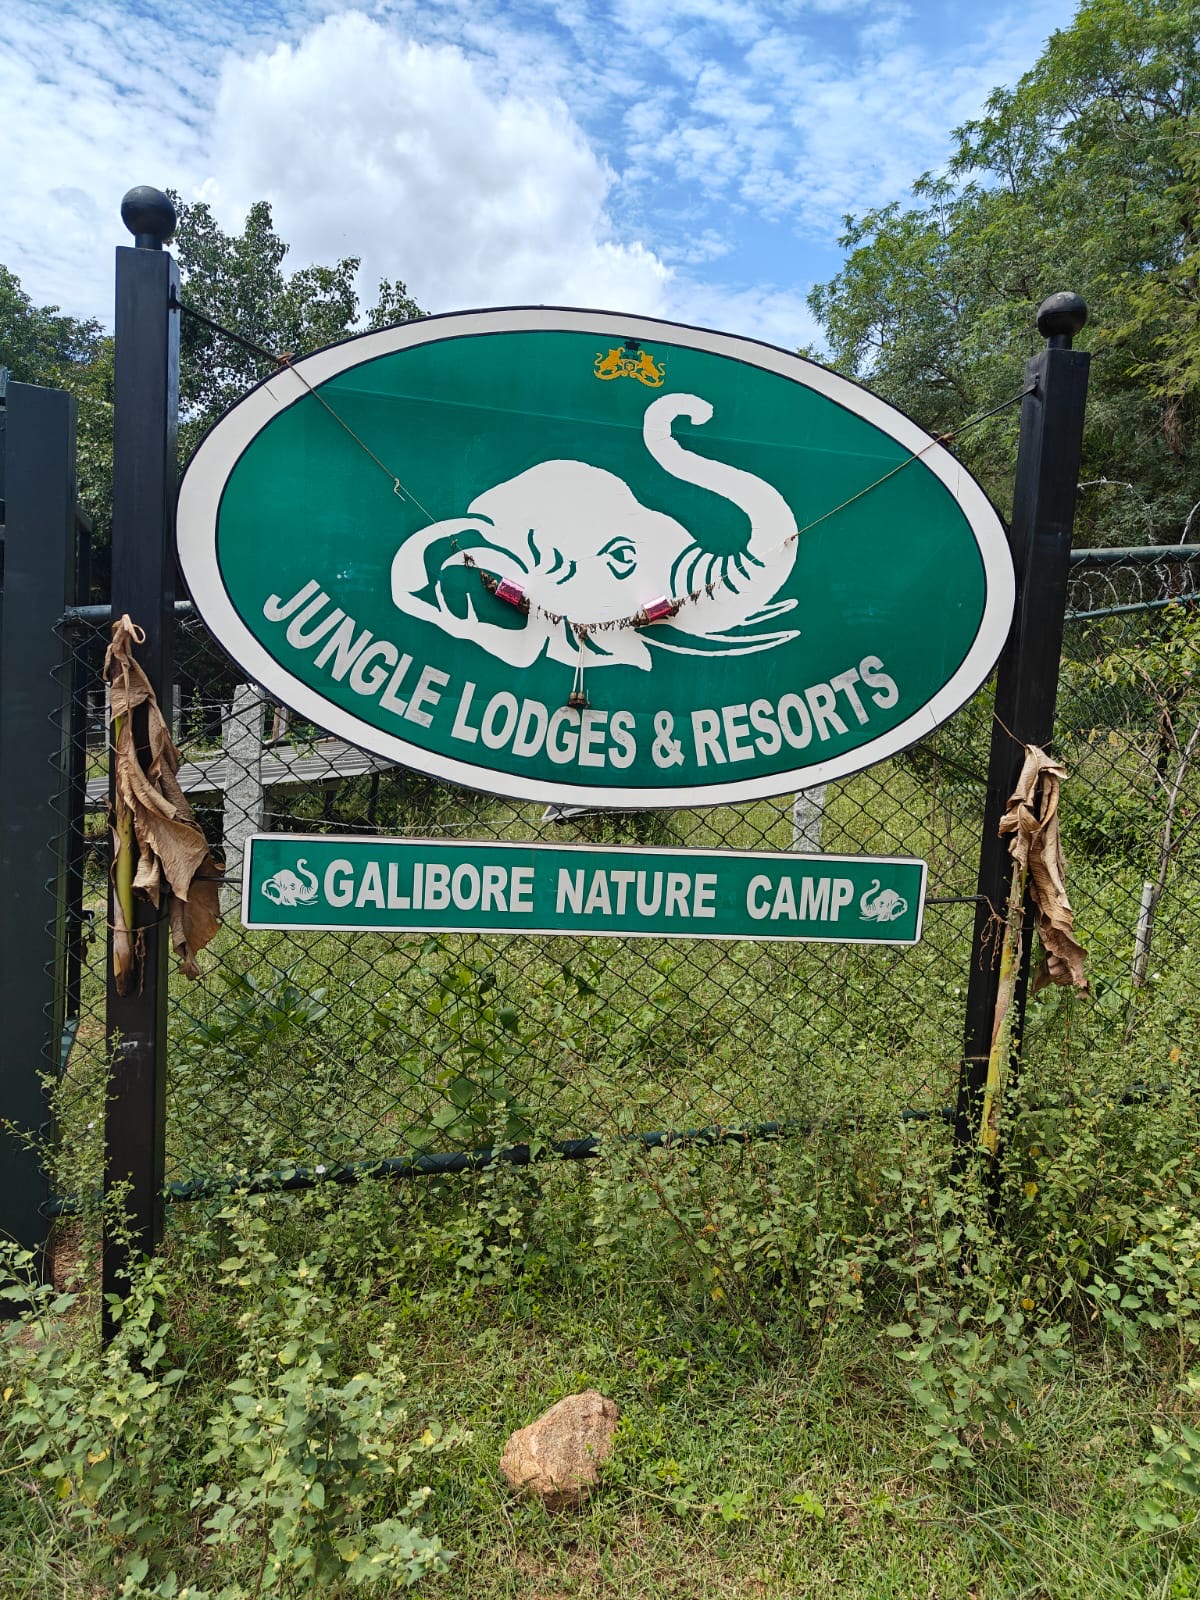 JUNGLE LODGES & RESORTS
GALIBORE NATURE CAMP